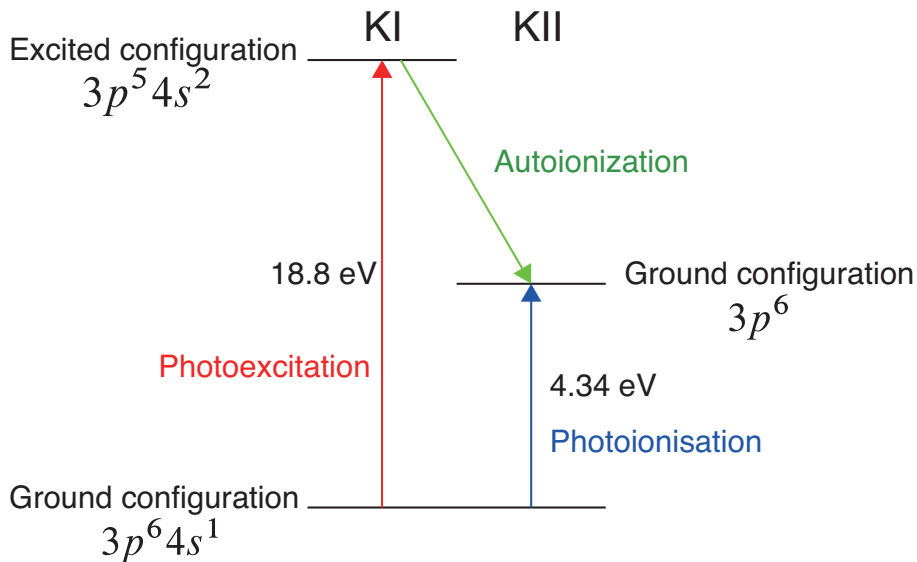 KI KII
Excited configuration
3p⁵4s²
Autoionization
18.8 eV
Ground configuration
3p⁶
Photoexcitation
4.34 eV
Photoionisation
Ground configuration
3p⁶4s¹